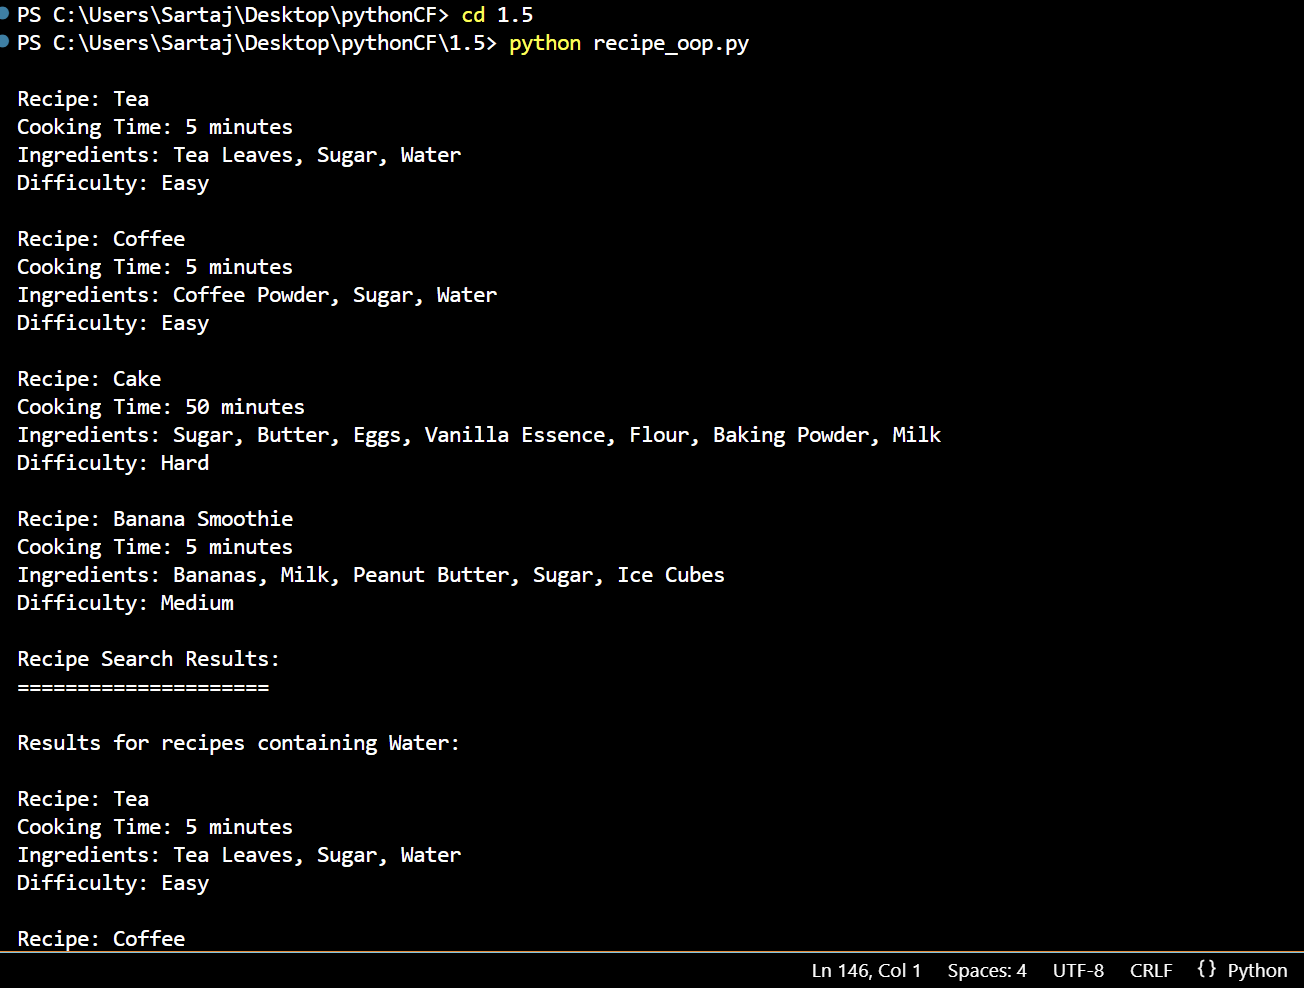 PS C:\Users\Sartaj\Desktop\pythonCF> cd 1.5
PS C:\Users\Sartaj\Desktop\pythonCF\1.5> python recipe_oop.py
Recipe: Tea
Cooking Time: 5 minutes
Ingredients: Tea Leaves, Sugar, Water
Difficulty: Easy
Recipe: Coffee
Cooking Time: 5 minutes
Ingredients: Coffee Powder, Sugar, Water
Difficulty: Easy
Recipe: Cake
Cooking Time: 50 minutes
Ingredients: Sugar, Butter, Eggs, Vanilla Essence, Flour, Baking Powder, Milk
Difficulty: Hard
Recipe: Banana Smoothie
Cooking Time: 5 minutes
Ingredients: Bananas, Milk, Peanut Butter, Sugar, Ice Cubes
Difficulty: Medium
Recipe Search Results:
=====================
Results for recipes containing Water:
Recipe: Tea
Cooking Time: 5 minutes
Ingredients: Tea Leaves, Sugar, Water
Difficulty: Easy
Recipe: Coffee
Ln 146, Col 1 Spaces: 4 UTF-8 CRLF {} Python